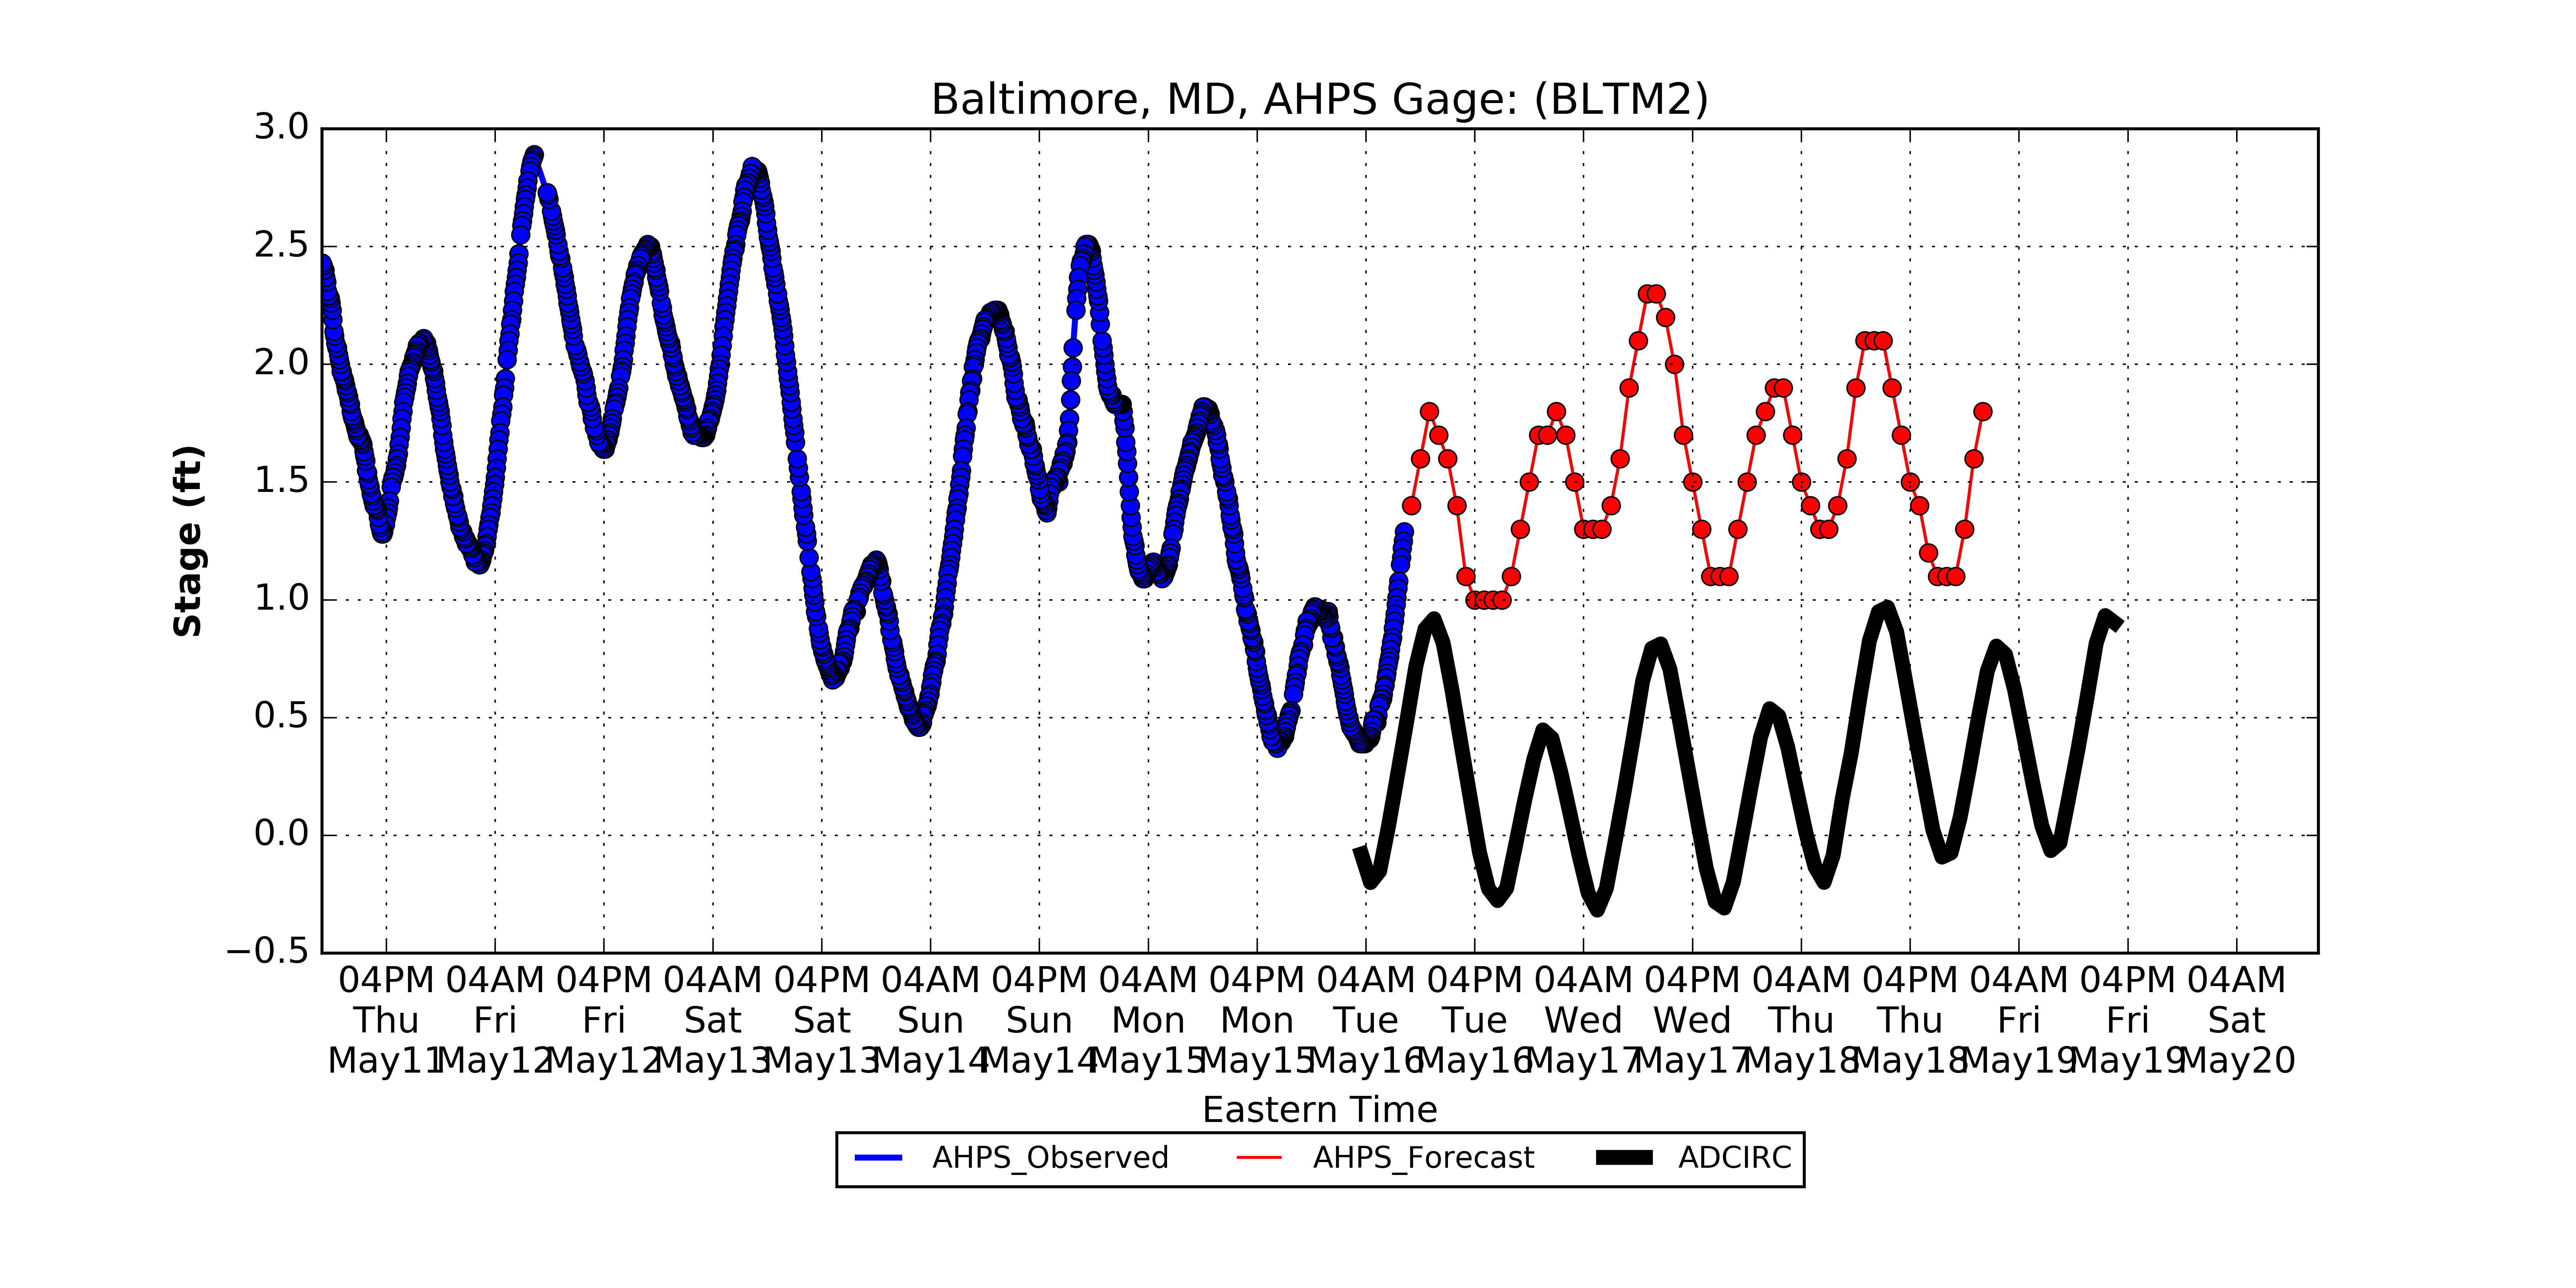 Baltimore, MD, AHPS Gage: (BLTM2)
3.0
2.5
2.0
1.5
1.0
0.5
0.0
−0.5
Stage (ft)
04PM 04AM 04PM 04AM 04PM 04AM 04PM 04AM 04PM 04AM 04PM 04AM 04PM 04AM 04PM 04AM 04PM 04AM
Thu Fri Fri Sat Sat Sun Sun Mon Mon Tue Tue Wed Wed Thu Thu Fri Fri Sat
May11 May12 May12 May13 May13 May14 May14 May15 May15 May16 May16 May17 May17 May18 May18 May19 May19 May20
Eastern Time
AHPS_Observed AHPS_Forecast ADCIRC